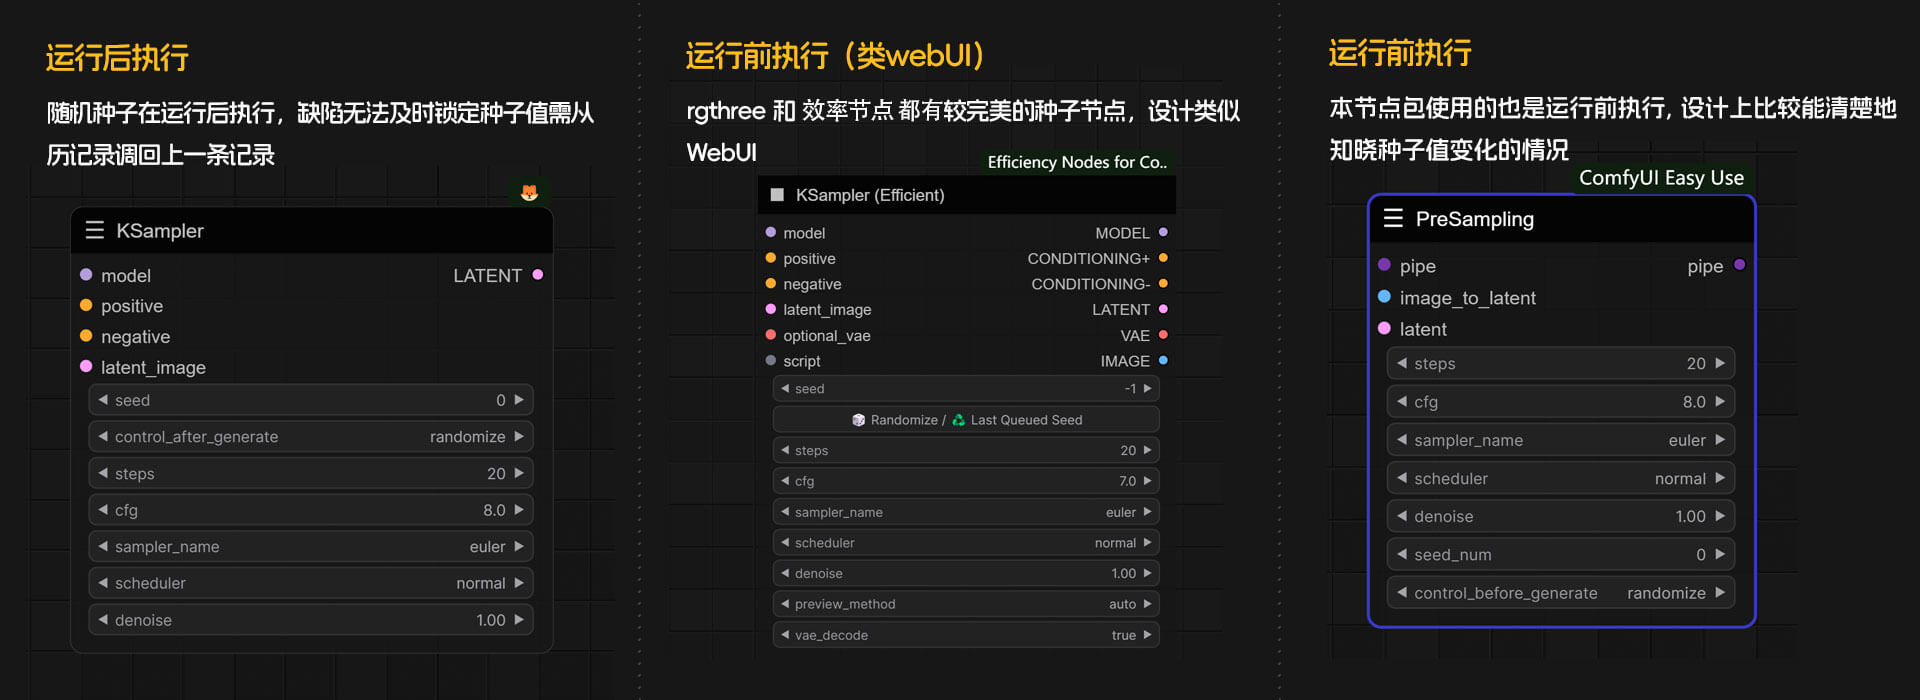 运行后执行
随机种子在运行后执行，缺陷无法及时锁定种子值需从
历记录调回上一条记录
KSampler
model
LATENT
positive
negative
latent_image
seed 0
control_after_generate randomize
steps 20
cfg 8.0
sampler_name euler
scheduler normal
denoise 1.00
运行前执行（类webUI）
rgthree 和 效率节点 都有较完美的种子节点，设计类似
WebUI
Efficiency Nodes for Co..
KSampler (Efficient)
model MODEL
positive CONDITIONING+
negative CONDITIONING-
latent_image LATENT
optional_vae VAE
script IMAGE
seed -1
Randomize / Last Queued Seed
steps 20
cfg 7.0
sampler_name euler
scheduler normal
denoise 1.00
preview_method auto
vae_decode true
运行前执行
本节点包使用的也是运行前执行, 设计上比较能清楚地
知晓种子值变化的情况
ComfyUI Easy Use
PreSampling
pipe pipe
image_to_latent
latent
steps 20
cfg 8.0
sampler_name euler
scheduler normal
denoise 1.00
seed_num 0
control_before_generate randomize